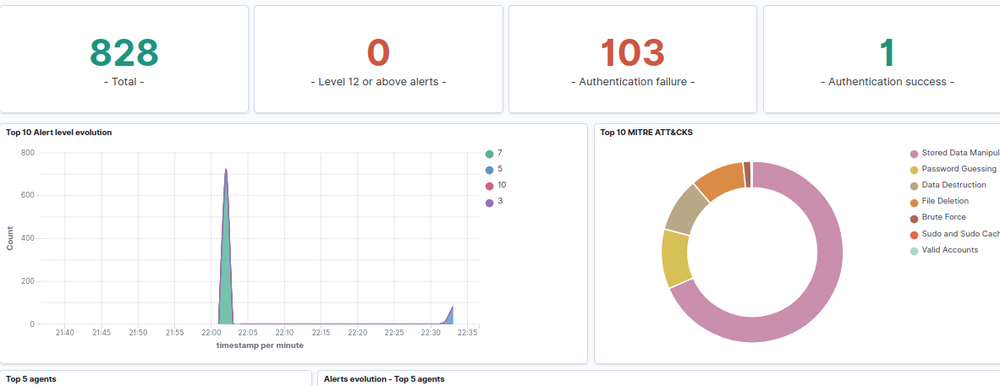 828
- Total -
0
- Level 12 or above alerts -
103
- Authentication failure -
1
- Authentication success -
Top 10 Alert level evolution
800
600
400
200
0
Count
21:40 21:45 21:50 21:55 22:00 22:05 22:10 22:15 22:20 22:25 22:30 22:35
timestamp per minute
7
5
10
3
Top 10 MITRE ATT&CKS
Stored Data Manipul
Password Guessing
Data Destruction
File Deletion
Brute Force
Sudo and Sudo Cach
Valid Accounts
Top 5 agents
Alerts evolution - Top 5 agents